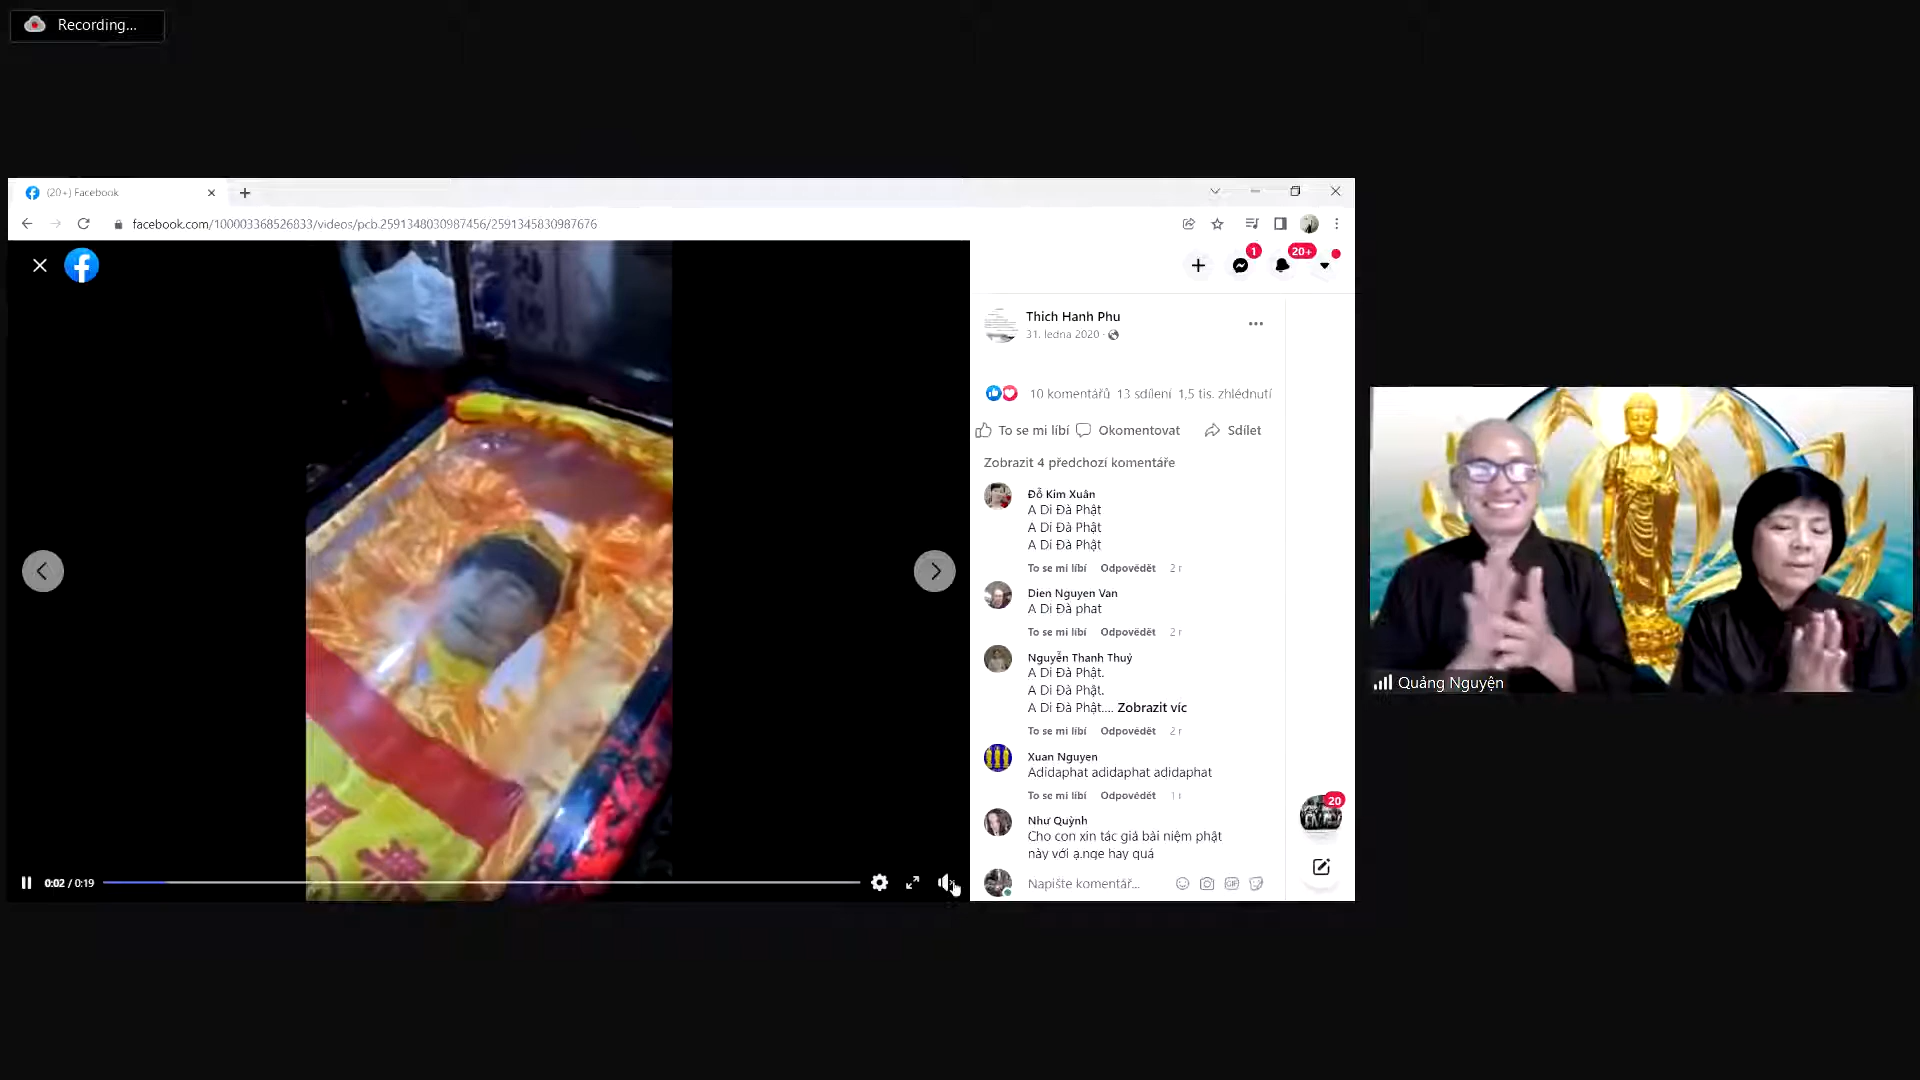 Recording...
(20+) Facebook
facebook.com/100003368526833/videos/pcb.2591348030987456/2591345830987676
1
20+
Thich Hanh Phu
31. ledna 2020 ·
10 komentářů 13 sdílení 1,5 tis. zhlédnutí
To se mi líbí Okomentovat Sdílet
Zobrazit 4 předchozí komentáře
Đỗ Kim Xuân
A Di Đà Phật
A Di Đà Phật
A Di Đà Phật
To se mi líbí Odpovědět 2 r
Dien Nguyen Van
A Di Đà phat
To se mi líbí Odpovědět 2 r
Nguyễn Thanh Thuỷ
A Di Đà Phật.
A Di Đà Phật.
A Di Đà Phật.... Zobrazit víc
To se mi líbí Odpovědět 2 r
Xuan Nguyen
Adidaphat adidaphat adidaphat
To se mi líbí Odpovědět 1 r
Như Quỳnh
Cho con xin tác giả bài niệm phật
này với ạ.nge hay quá
Napište komentář...
GIF
20
0:02 / 0:19
Quảng Nguyện